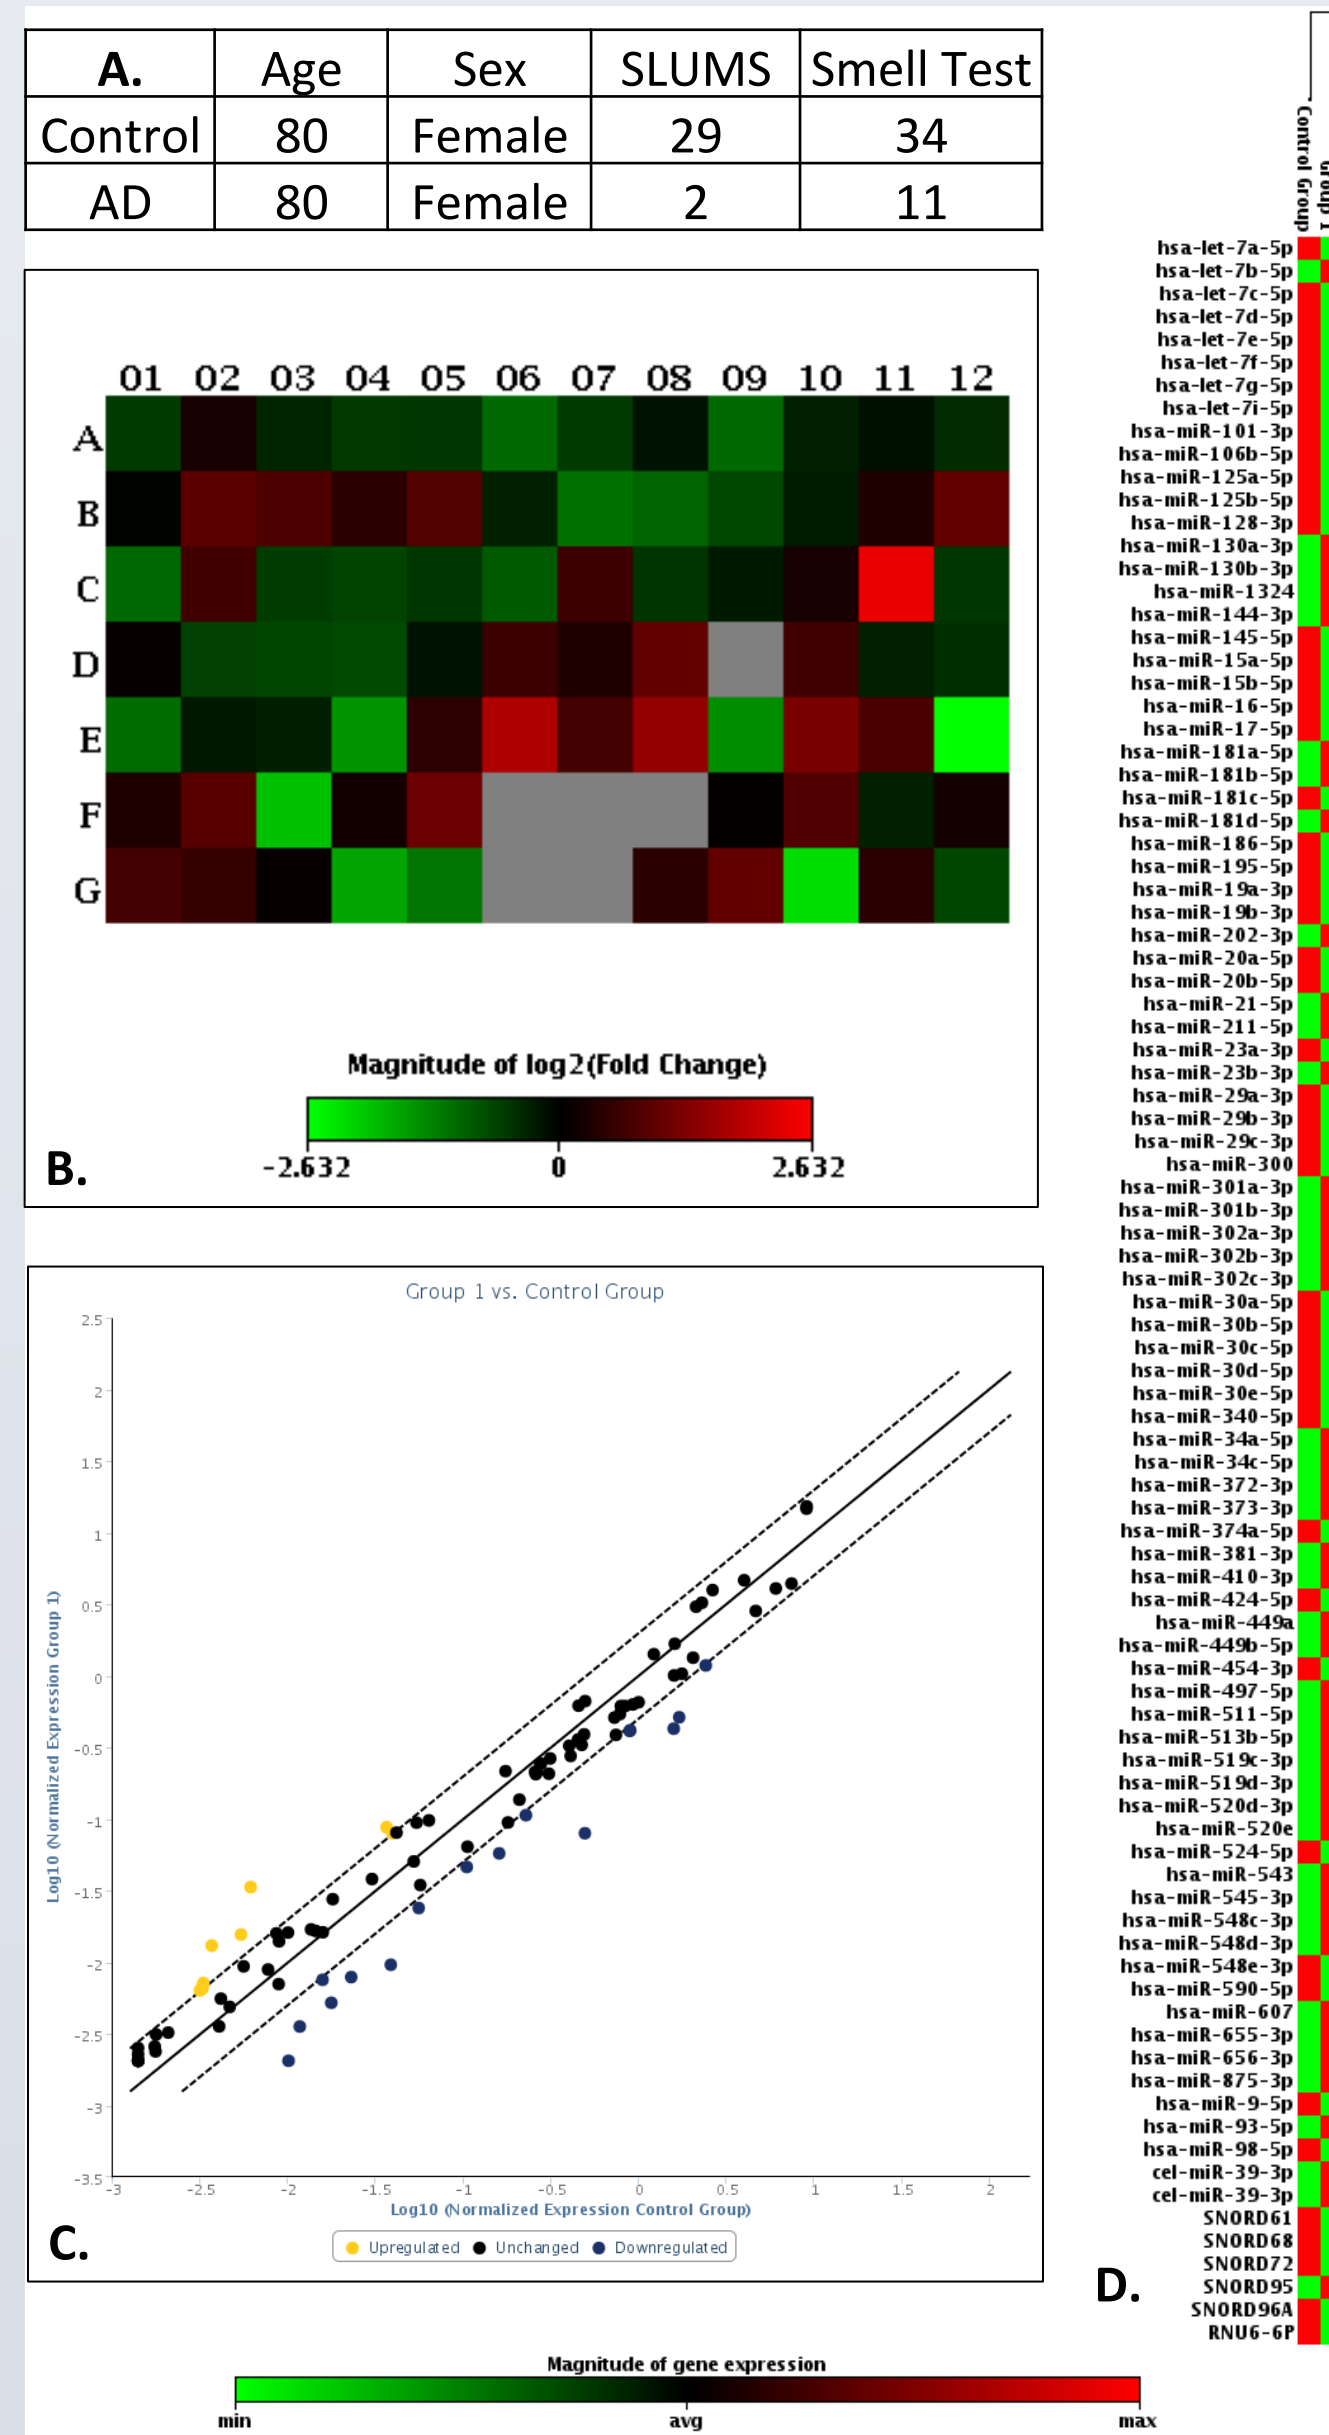 A. Age Sex SLUMS Smell Test
Control 80 Female 29 34
AD 80 Female 2 11
01 02 03 04 05 06 07 08 09 10 11 12
A
B
C
D
E
F
G
Magnitude of log2(Fold Change)
-2.632 0 2.632
B.
Group 1 vs. Control Group
2.5
2
1.5
1
0.5
0
-0.5
-1
-1.5
-2
-2.5
-3
-3.5
Log10 (Normalized Expression Group 1)
-3 -2.5 -2 -1.5 -1 -0.5 0 0.5 1 1.5 2
Log10 (Normalized Expression Control Group)
Upregulated Unchanged Downregulated
C.
Control Group
Group 1
hsa-let-7a-5p
hsa-let-7b-5p
hsa-let-7c-5p
hsa-let-7d-5p
hsa-let-7e-5p
hsa-let-7f-5p
hsa-let-7g-5p
hsa-let-7i-5p
hsa-miR-101-3p
hsa-miR-106b-5p
hsa-miR-125a-5p
hsa-miR-125b-5p
hsa-miR-128-3p
hsa-miR-130a-3p
hsa-miR-130b-3p
hsa-miR-1324
hsa-miR-144-3p
hsa-miR-145-5p
hsa-miR-15a-5p
hsa-miR-15b-5p
hsa-miR-16-5p
hsa-miR-17-5p
hsa-miR-181a-5p
hsa-miR-181b-5p
hsa-miR-181c-5p
hsa-miR-181d-5p
hsa-miR-186-5p
hsa-miR-195-5p
hsa-miR-19a-3p
hsa-miR-19b-3p
hsa-miR-202-3p
hsa-miR-20a-5p
hsa-miR-20b-5p
hsa-miR-21-5p
hsa-miR-211-5p
hsa-miR-23a-3p
hsa-miR-23b-3p
hsa-miR-29a-3p
hsa-miR-29b-3p
hsa-miR-29c-3p
hsa-miR-300
hsa-miR-301a-3p
hsa-miR-301b-3p
hsa-miR-302a-3p
hsa-miR-302b-3p
hsa-miR-302c-3p
hsa-miR-30a-5p
hsa-miR-30b-5p
hsa-miR-30c-5p
hsa-miR-30d-5p
hsa-miR-30e-5p
hsa-miR-340-5p
hsa-miR-34a-5p
hsa-miR-34c-5p
hsa-miR-372-3p
hsa-miR-373-3p
hsa-miR-374a-5p
hsa-miR-381-3p
hsa-miR-410-3p
hsa-miR-424-5p
hsa-miR-449a
hsa-miR-449b-5p
hsa-miR-454-3p
hsa-miR-497-5p
hsa-miR-511-5p
hsa-miR-513b-5p
hsa-miR-519c-3p
hsa-miR-519d-3p
hsa-miR-520d-3p
hsa-miR-520e
hsa-miR-524-5p
hsa-miR-543
hsa-miR-545-3p
hsa-miR-548c-3p
hsa-miR-548d-3p
hsa-miR-548e-3p
hsa-miR-590-5p
hsa-miR-607
hsa-miR-655-3p
hsa-miR-656-3p
hsa-miR-875-3p
hsa-miR-9-5p
hsa-miR-93-5p
hsa-miR-98-5p
cel-miR-39-3p
cel-miR-39-3p
SNORD61
SNORD68
SNORD72
SNORD95
SNORD96A
RNU6-6P
D.
Magnitude of gene expression
min avg max